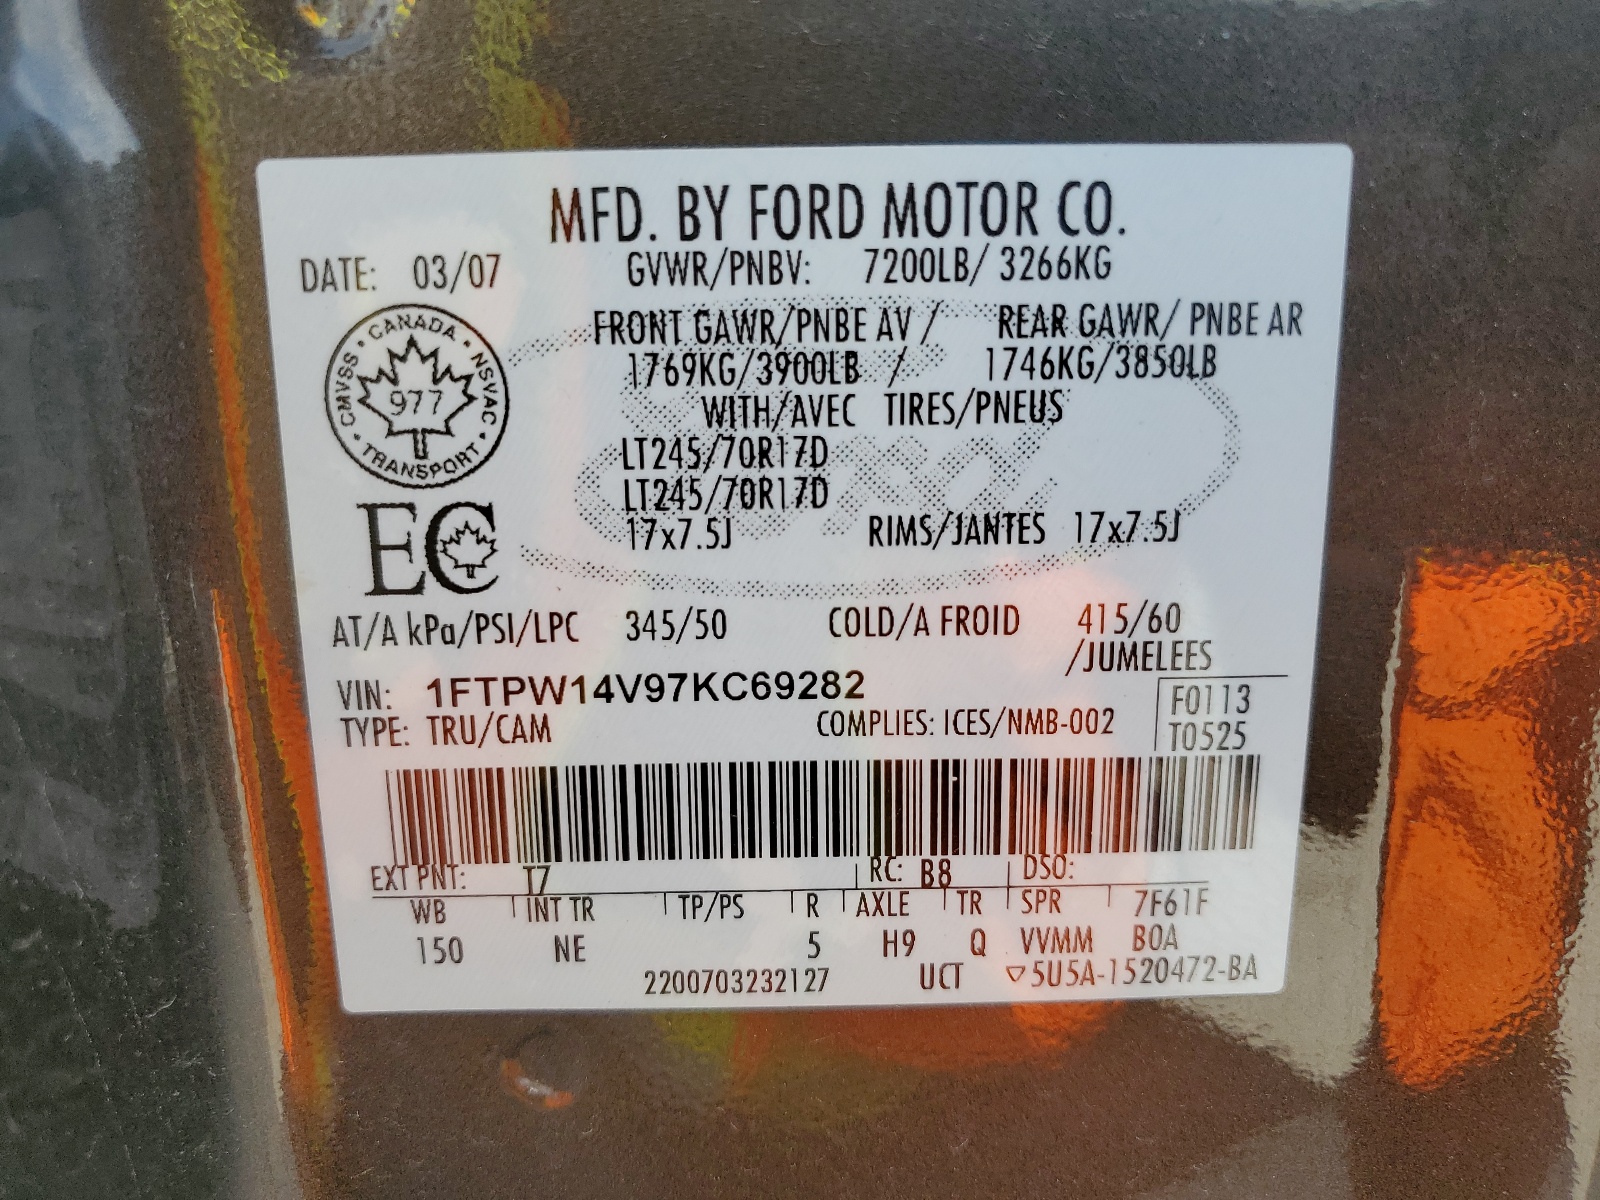 MFD. BY FORD MOTOR CO.
DATE: 03/07 GVWR/PNBV: 7200LB/ 3266KG
FRONT GAWR/PNBE AV / REAR GAWR/ PNBE AR
1769KG/3900LB / 1746KG/3850LB
WITH/AVEC TIRES/PNEUS
LT245/70R17D
LT245/70R17D
17x7.5J RIMS/JANTES 17x7.5J
CANADA · NSVAC · TRANSPORT · CMVSS ·
977
EC
AT/A kPa/PSI/LPC 345/50 COLD/A FROID 415/60
/JUMELEES
VIN: 1FTPW14V97KC69282
F0113
TYPE: TRU/CAM COMPLIES: ICES/NMB-002
T0525
EXT PNT: T7 RC: B8 DSO:
WB INT TR TP/PS R AXLE TR SPR 7F61F
150 NE 5 H9 Q VVMM BOA
2200703232127 UCT ▽5U5A-1520472-BA